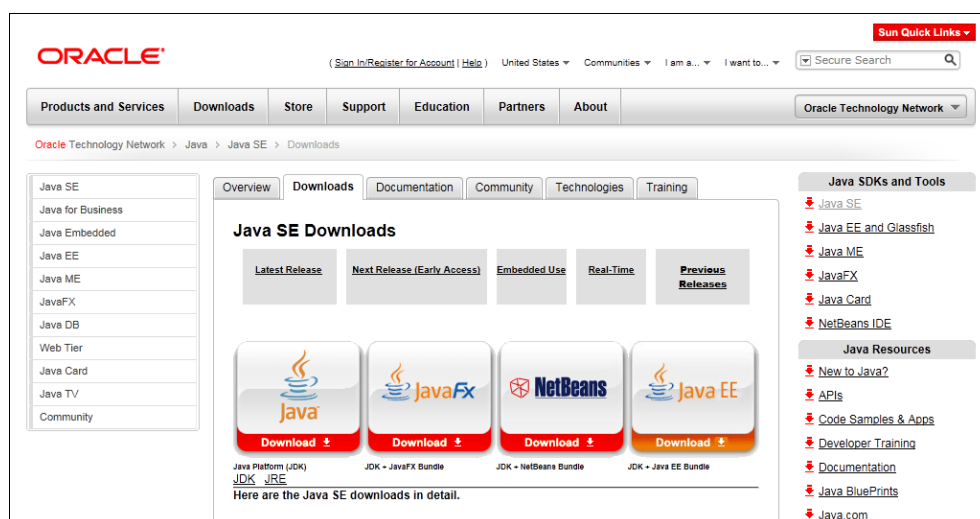 Sun Quick Links
ORACLE
( Sign In/Register for Account | Help ) United States Communities I am a... I want to... Secure Search
Products and Services Downloads Store Support Education Partners About Oracle Technology Network
Oracle Technology Network > Java > Java SE > Downloads
Java SE
Java for Business
Java Embedded
Java EE
Java ME
JavaFX
Java DB
Web Tier
Java Card
Java TV
Community
Overview Downloads Documentation Community Technologies Training
Java SE Downloads
Latest Release Next Release (Early Access) Embedded Use Real-Time Previous
Releases
Java JavaFx NetBeans Java EE
Download Download Download Download
Java Platform (JDK) JDK + JavaFX Bundle JDK + NetBeans Bundle JDK + Java EE Bundle
JDK JRE
Here are the Java SE downloads in detail.
Java SDKs and Tools
Java SE
Java EE and Glassfish
Java ME
JavaFX
Java Card
NetBeans IDE
Java Resources
New to Java?
APIs
Code Samples & Apps
Developer Training
Documentation
Java BluePrints
Java.com